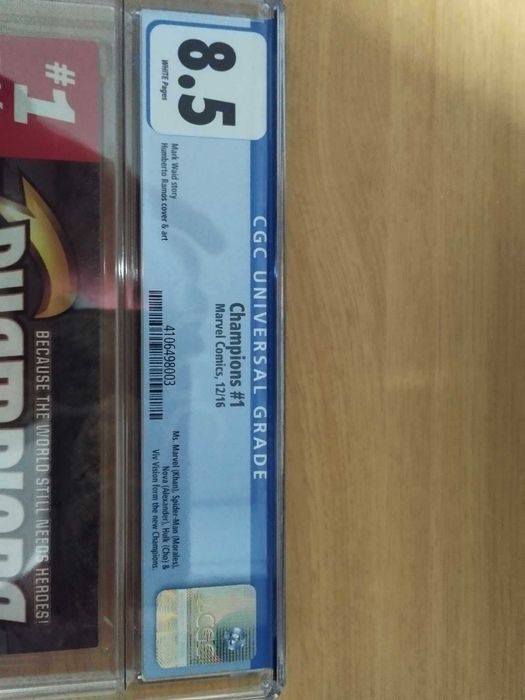 CGC UNIVERSAL GRADE
8.5
WHITE Pages
Champions #1
Marvel Comics, 12/16
Mark Waid story
Humberto Ramos cover & art
4106498003
Ms. Marvel (Khan), Spider-Man (Morales),
Nova (Alexander), Hulk (Cho) &
Viv Vision form the new Champions.
CGC
#1
BECAUSE THE WORLD STILL NEEDS HEROES!